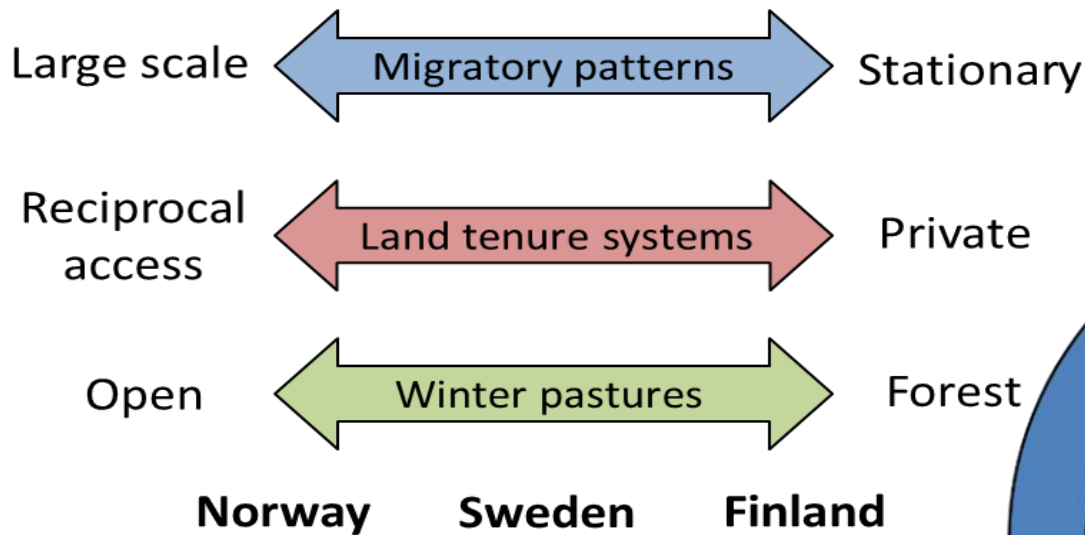 Large scale
Migratory patterns
Stationary
Reciprocal
access
Land tenure systems
Private
Open
Winter pastures
Forest
Norway Sweden Finland